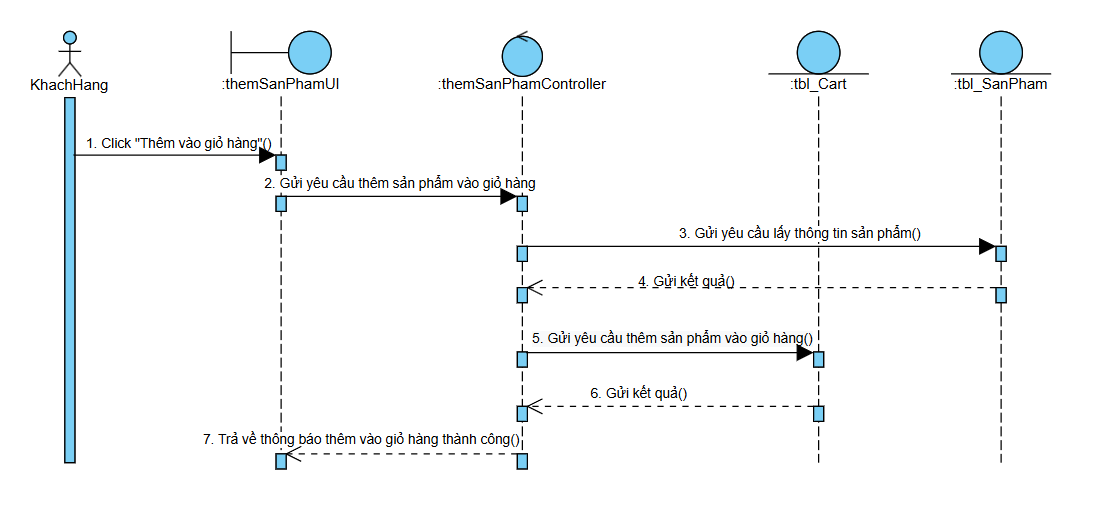 KhachHang
:themSanPhamUI
:themSanPhamController
:tbl_Cart
:tbl_SanPham
1. Click "Thêm vào giỏ hàng"()
2. Gửi yêu cầu thêm sản phẩm vào giỏ hàng
3. Gửi yêu cầu lấy thông tin sản phẩm()
4. Gửi kết quả()
5. Gửi yêu cầu thêm sản phẩm vào giỏ hàng()
6. Gửi kết quả()
7. Trả về thông báo thêm vào giỏ hàng thành công()